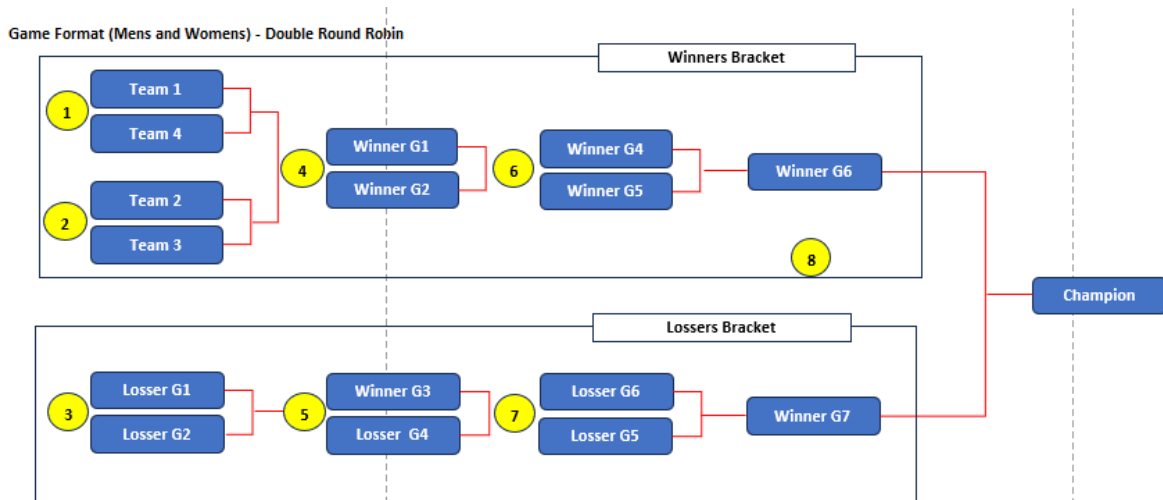 Game Format (Mens and Womens) - Double Round Robin
Winners Bracket
1
Team 1
Team 4
2
Team 2
Team 3
4
Winner G1
Winner G2
6
Winner G4
Winner G5
Winner G6
8
Champion
Lossers Bracket
3
Losser G1
Losser G2
5
Winner G3
Losser  G4
7
Losser G6
Losser G5
Winner G7